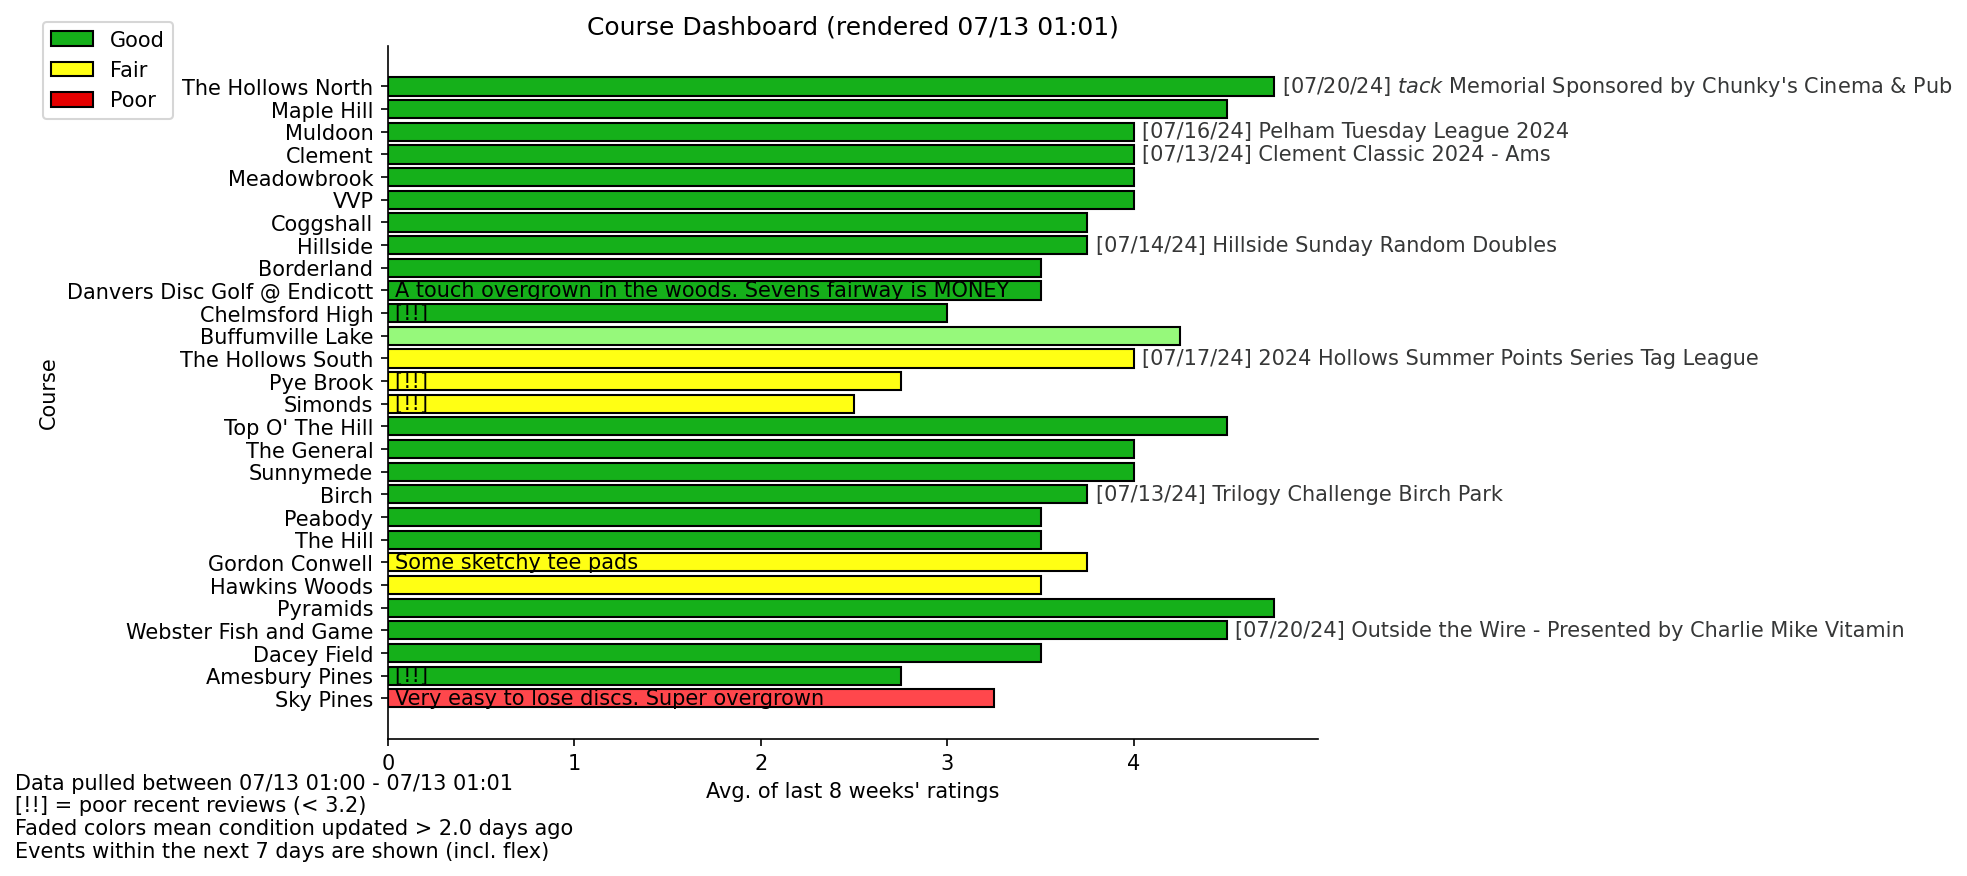 Course Dashboard (rendered 07/13 01:01)
Good
Fair
Poor
The Hollows North [07/20/24] tack Memorial Sponsored by Chunky's Cinema & Pub
Maple Hill
Muldoon [07/16/24] Pelham Tuesday League 2024
Clement [07/13/24] Clement Classic 2024 - Ams
Meadowbrook
VVP
Coggshall
Hillside [07/14/24] Hillside Sunday Random Doubles
Borderland
Danvers Disc Golf @ Endicott A touch overgrown in the woods. Sevens fairway is MONEY
Chelmsford High [!!]
Buffumville Lake
The Hollows South [07/17/24] 2024 Hollows Summer Points Series Tag League
Pye Brook [!!]
Simonds [!!]
Top O' The Hill
The General
Sunnymede
Birch [07/13/24] Trilogy Challenge Birch Park
Peabody
The Hill
Gordon Conwell Some sketchy tee pads
Hawkins Woods
Pyramids
Webster Fish and Game [07/20/24] Outside the Wire - Presented by Charlie Mike Vitamin
Dacey Field
Amesbury Pines [!!]
Sky Pines Very easy to lose discs. Super overgrown
Course
0 1 2 3 4
Avg. of last 8 weeks' ratings
Data pulled between 07/13 01:00 - 07/13 01:01
[!!] = poor recent reviews (< 3.2)
Faded colors mean condition updated > 2.0 days ago
Events within the next 7 days are shown (incl. flex)